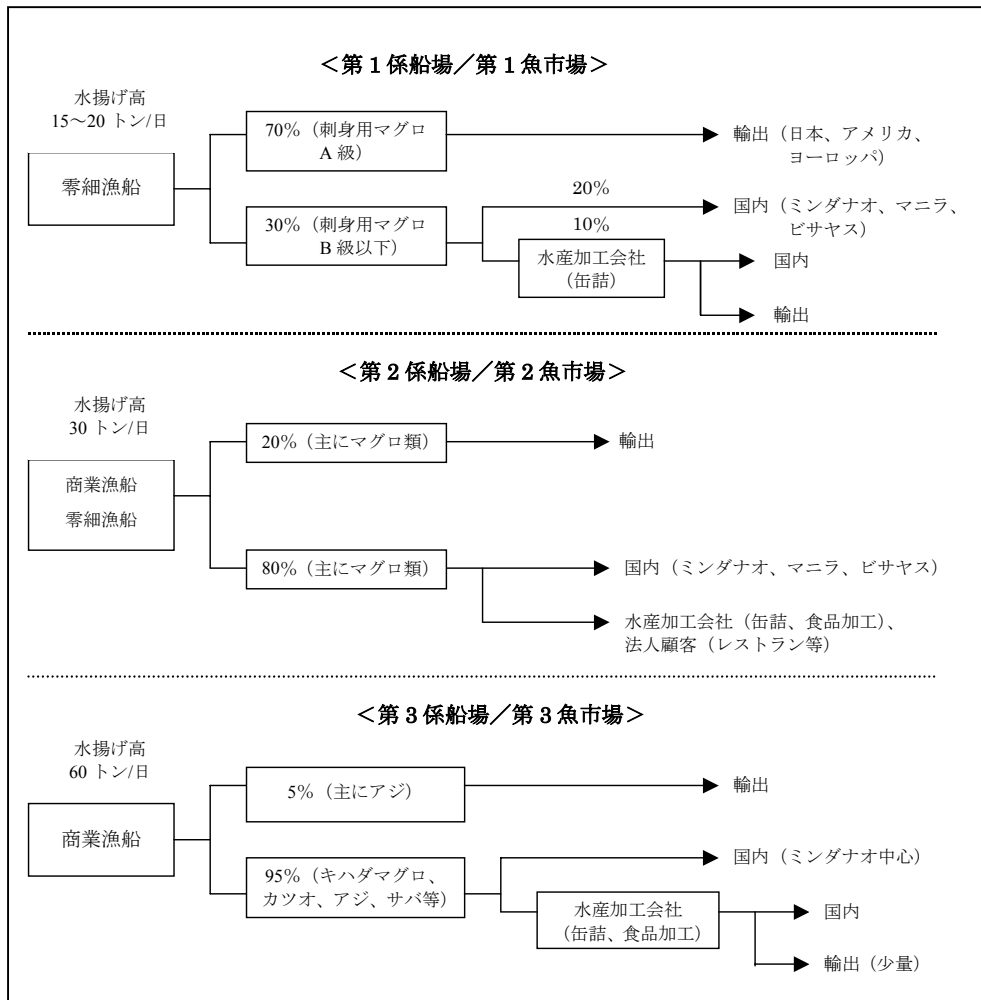 ＜第１係船場／第１魚市場＞
水揚げ高
15～20 トン/日
零細漁船
70%（刺身用マグロ
A 級）
輸出（日本、アメリカ、
ヨーロッパ）
30%（刺身用マグロ
B 級以下）
20%
国内（ミンダナオ、マニラ、
ビサヤス）
10%
水産加工会社
（缶詰）
国内
輸出
＜第２係船場／第２魚市場＞
水揚げ高
30 トン/日
商業漁船
零細漁船
20%（主にマグロ類）
輸出
80%（主にマグロ類）
国内（ミンダナオ、マニラ、ビサヤス）
水産加工会社（缶詰、食品加工）、
法人顧客（レストラン等）
＜第３係船場／第３魚市場＞
水揚げ高
60 トン/日
商業漁船
5%（主にアジ）
輸出
95%（キハダマグロ、
カツオ、アジ、サバ等）
国内（ミンダナオ中心）
水産加工会社
（缶詰、食品加工）
国内
輸出（少量）